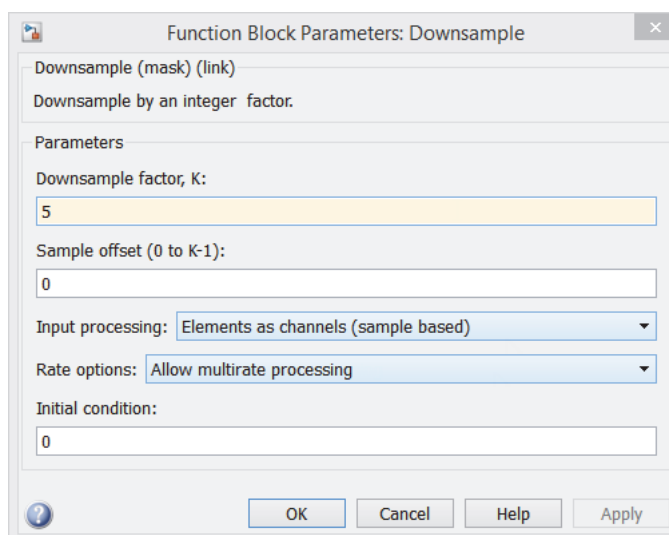 Function Block Parameters: Downsample
Downsample (mask) (link)
Downsample by an integer factor.
Parameters
Downsample factor, K:
5
Sample offset (0 to K-1):
0
Input processing: Elements as channels (sample based)
Rate options: Allow multirate processing
Initial condition:
0
OK Cancel Help Apply